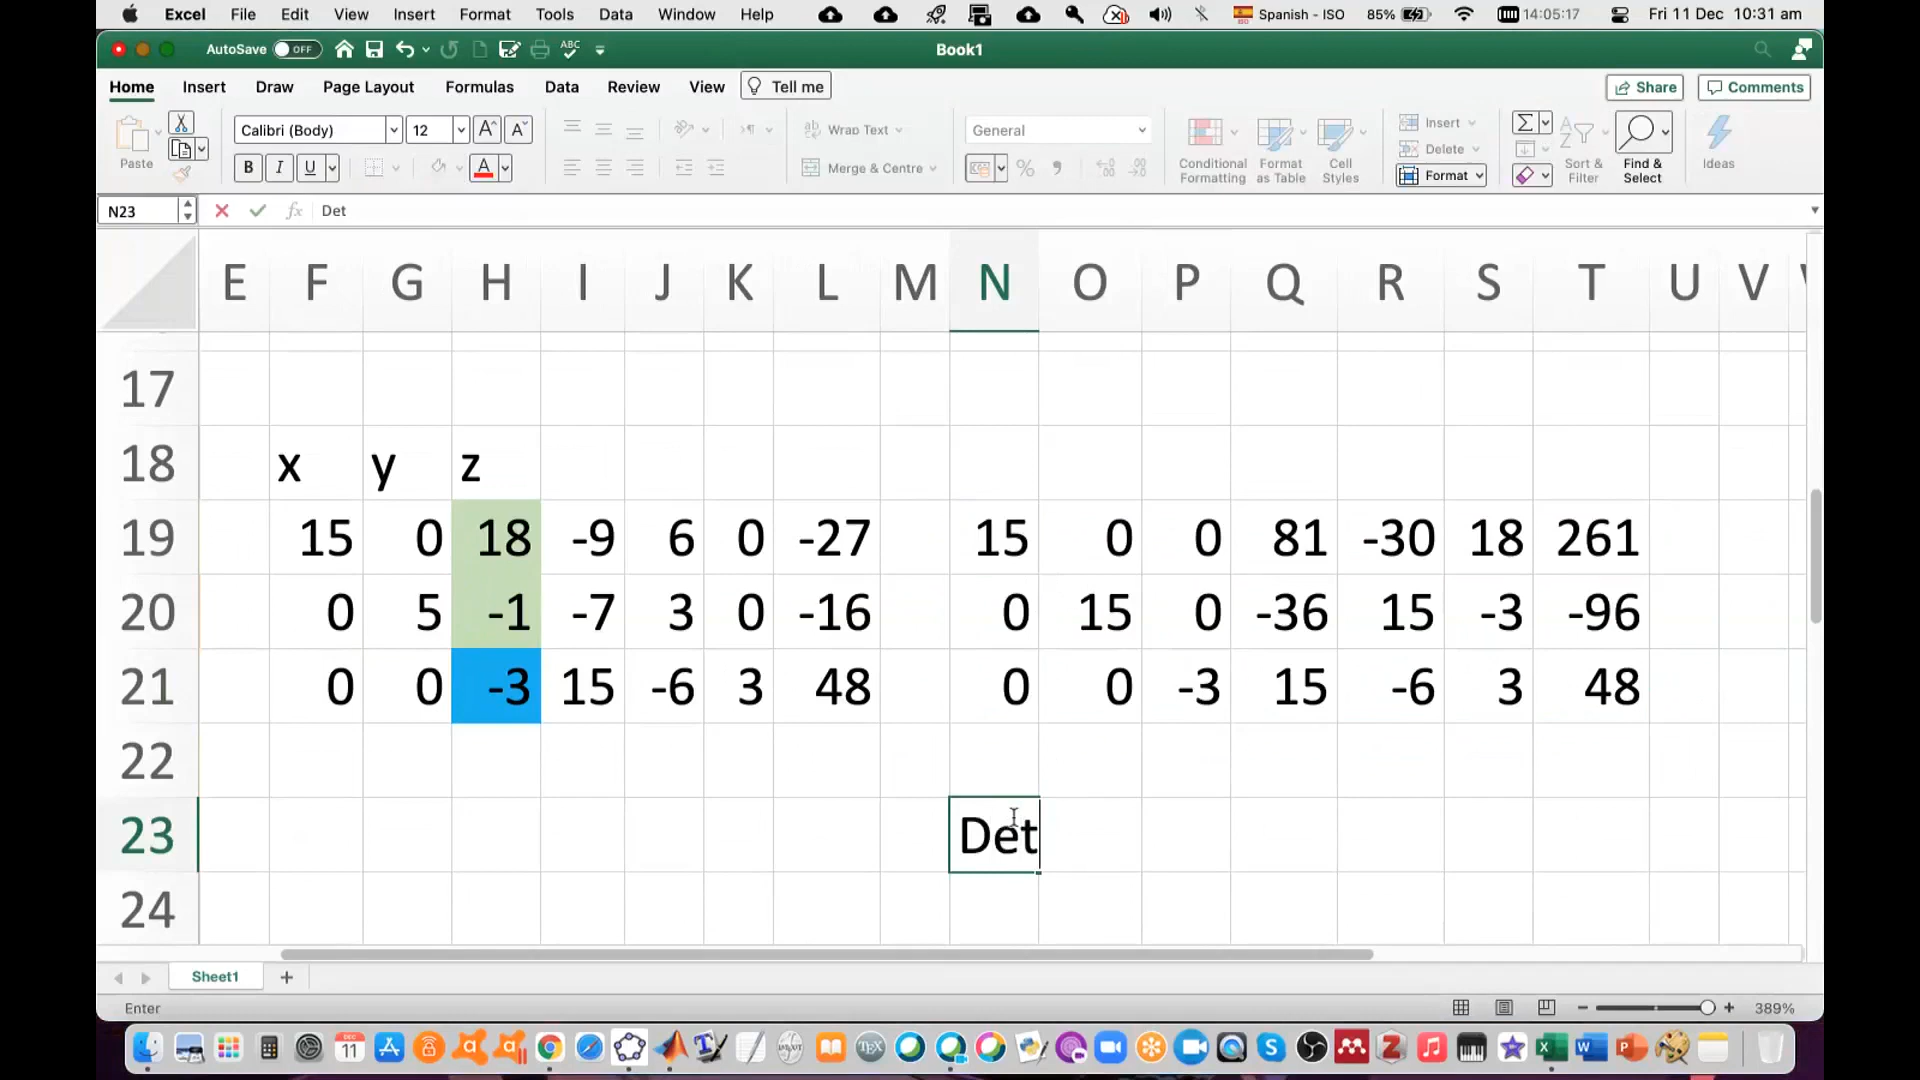 Excel File Edit View Insert Format Tools Data Window Help Spanish - ISO 85% 14:05:17 Fri 11 Dec 10:31 am
AutoSave OFF ABC Book1
Home Insert Draw Page Layout Formulas Data Review View Tell me Share Comments
Calibri (Body) 12 A A Wrap Text General Insert
Delete
Paste B I U A Merge & Centre % Conditional Formatting Format as Table Cell Styles Format Sort & Filter Find & Select Ideas
N23 fx Det
E F G H I J K L M N O P Q R S T U V
17
18 x y z
19 15 0 18 -9 6 0 -27 15 0 0 81 -30 18 261
20 0 5 -1 -7 3 0 -16 0 15 0 -36 15 -3 -96
21 0 0 -3 15 -6 3 48 0 0 -3 15 -6 3 48
22
23 Det
24
Sheet1
Enter 389%
DEC 11 TEX